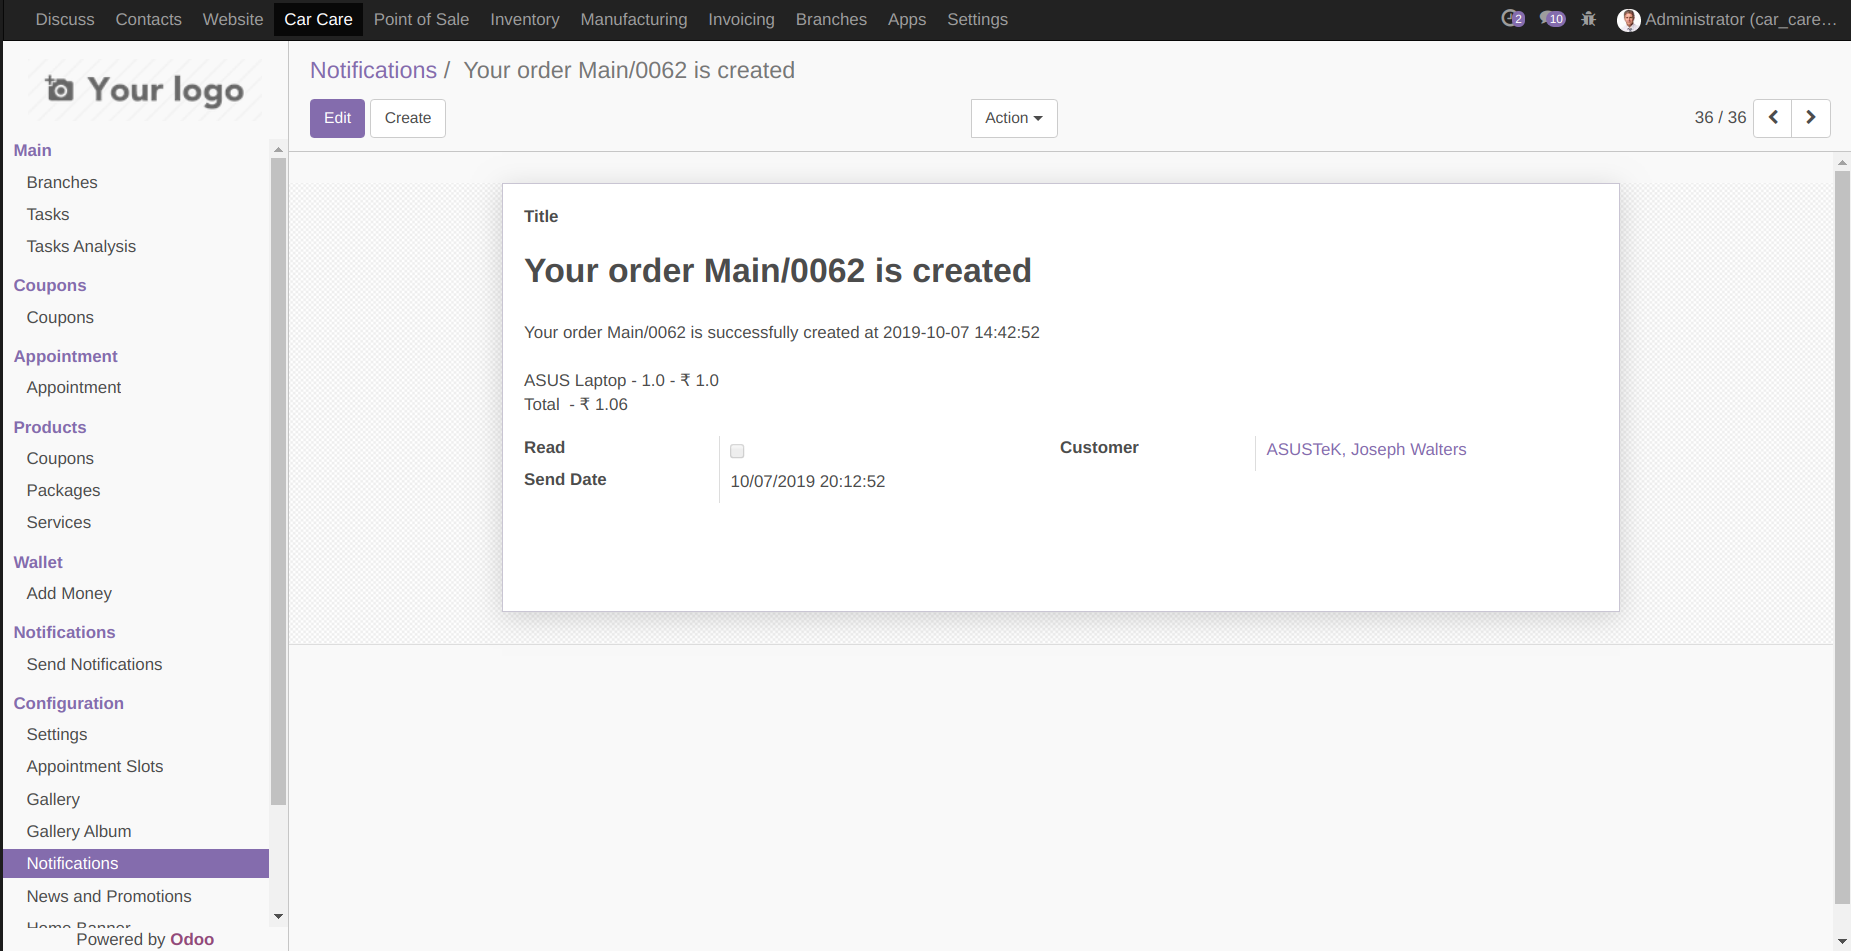 Discuss Contacts Website Car Care Point of Sale Inventory Manufacturing Invoicing Branches Apps Settings 2 10 Administrator (car_care...
Your logo
Main
Branches
Tasks
Tasks Analysis
Coupons
Coupons
Appointment
Appointment
Products
Coupons
Packages
Services
Wallet
Add Money
Notifications
Send Notifications
Configuration
Settings
Appointment Slots
Gallery
Gallery Album
Notifications
News and Promotions
Home Banner
Powered by Odoo
Notifications / Your order Main/0062 is created
Edit Create Action 36 / 36
Title
Your order Main/0062 is created
Your order Main/0062 is successfully created at 2019-10-07 14:42:52
ASUS Laptop - 1.0 - ₹ 1.0
Total - ₹ 1.06
Read
Customer ASUSTeK, Joseph Walters
Send Date 10/07/2019 20:12:52